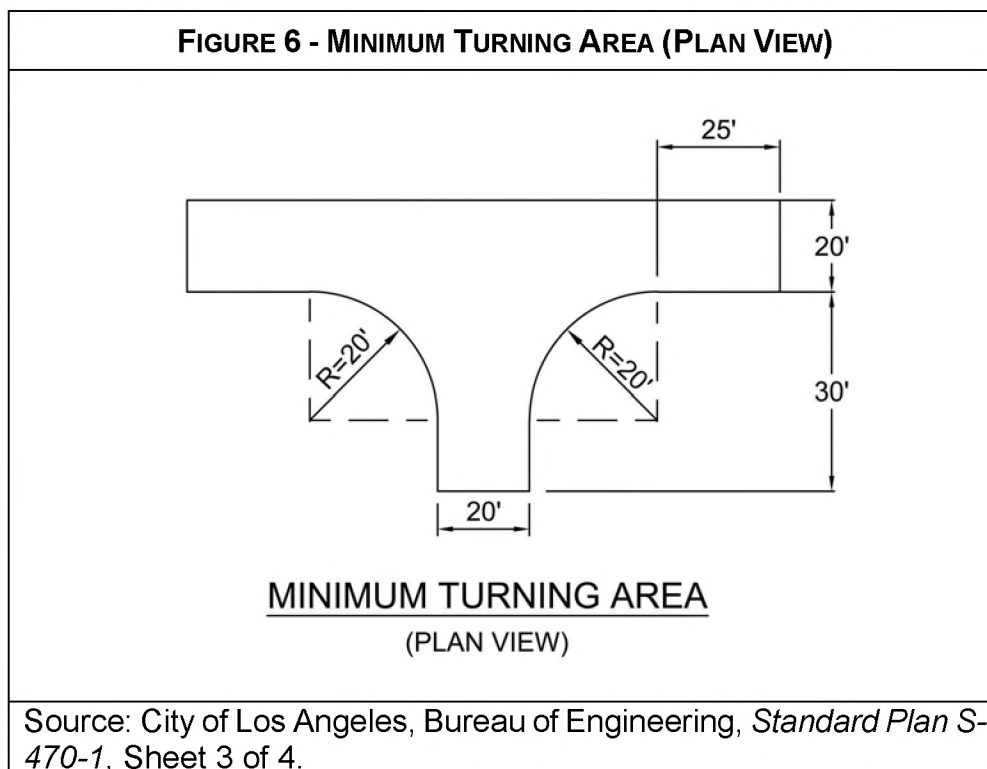 FIGURE 6 - MINIMUM TURNING AREA (PLAN VIEW)
25'
20'
R=20'
R=20'
30'
20'
MINIMUM TURNING AREA
(PLAN VIEW)
Source: City of Los Angeles, Bureau of Engineering, Standard Plan S-
470-1, Sheet 3 of 4.